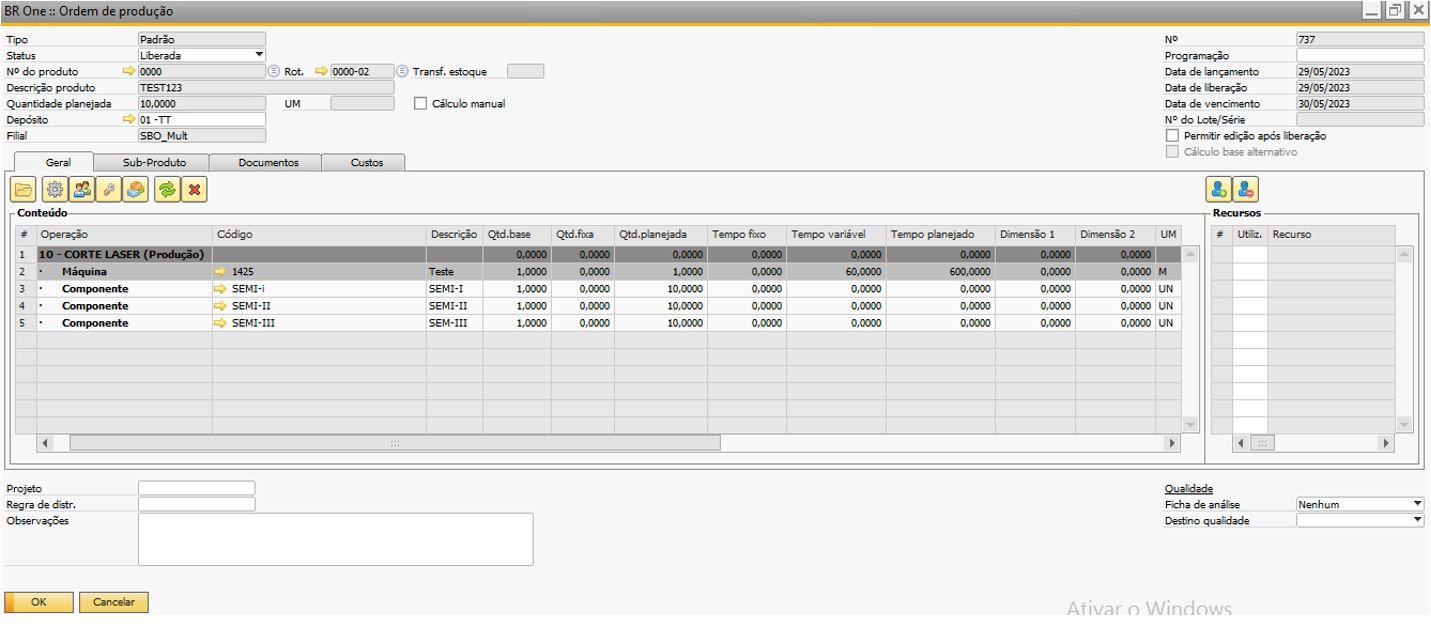 BR One :: Ordem de produção
Tipo Padrão
Status Liberada
Nº do produto 0000 Rot. 0000-02 Transf. estoque
Descrição produto TEST123
Quantidade planejada 10,0000 UM Cálculo manual
Depósito 01 -TT
Filial SBO_Mult
Nº 737
Programação
Data de lançamento 29/05/2023
Data de liberação 29/05/2023
Data de vencimento 30/05/2023
Nº do Lote/Série
Permitir edição após liberação
Cálculo base alternativo
Geral Sub-Produto Documentos Custos
Conteúdo
# Operação Código Descrição Qtd.base Qtd.fixa Qtd.planejada Tempo fixo Tempo variável Tempo planejado Dimensão 1 Dimensão 2 UM
1 10 - CORTE LASER (Produção) 0,0000 0,0000 0,0000 0,0000 0,0000 0,0000 0,0000 0,0000
2 · Máquina 1425 Teste 1,0000 0,0000 1,0000 0,0000 60,0000 600,0000 0,0000 0,0000 M
3 · Componente SEMI-i SEMI-I 1,0000 0,0000 10,0000 0,0000 0,0000 0,0000 0,0000 0,0000 UN
4 · Componente SEMI-II SEMI-II 1,0000 0,0000 10,0000 0,0000 0,0000 0,0000 0,0000 0,0000 UN
5 · Componente SEMI-III SEM-III 1,0000 0,0000 10,0000 0,0000 0,0000 0,0000 0,0000 0,0000 UN
Recursos
# Utiliz. Recurso
Projeto
Regra de distr.
Observações
Qualidade
Ficha de análise Nenhum
Destino qualidade
OK Cancelar
Ativar o Windows